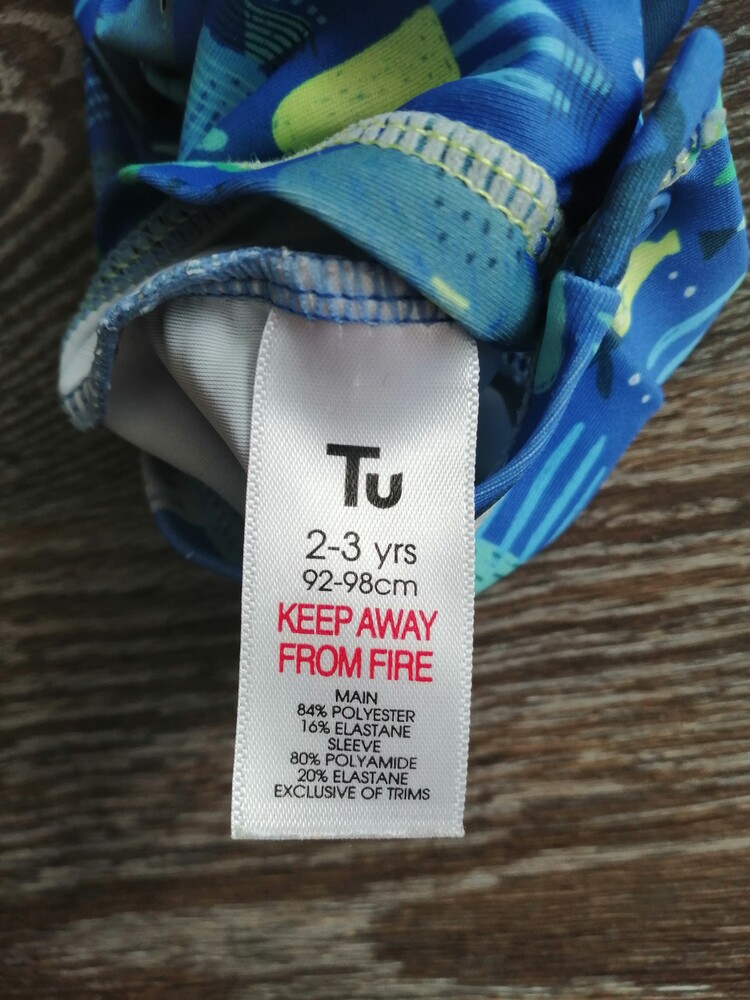 Tu
2-3 yrs
92-98cm
KEEP AWAY
FROM FIRE
MAIN
84% POLYESTER
16% ELASTANE
SLEEVE
80% POLYAMIDE
20% ELASTANE
EXCLUSIVE OF TRIMS